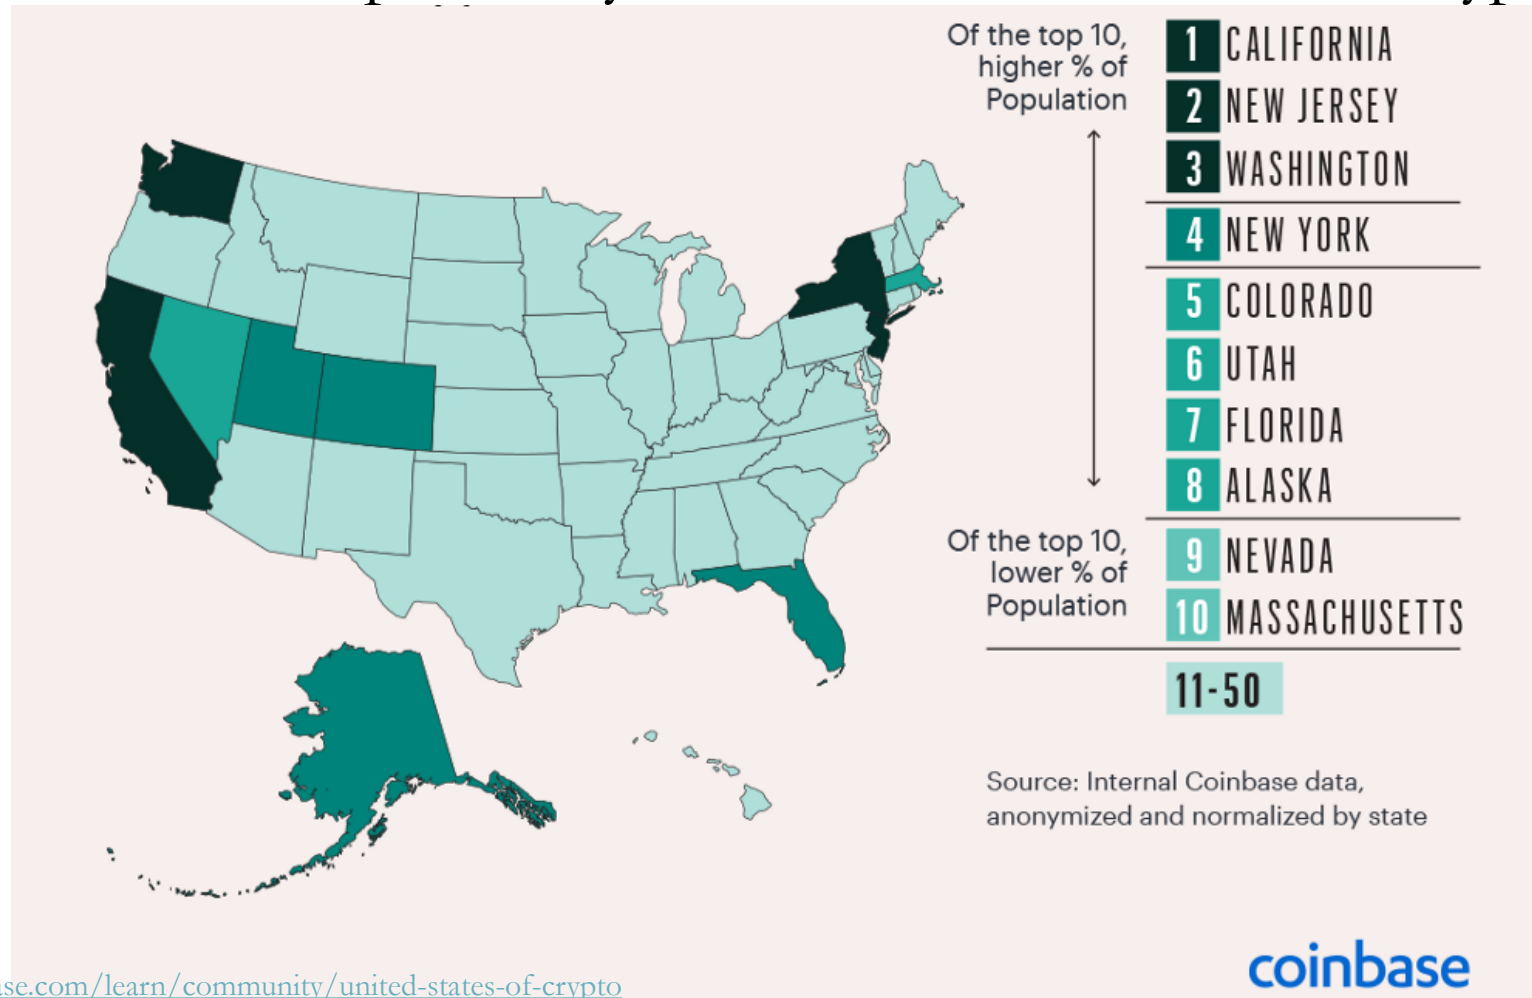 Of the top 10,
higher % of
Population
1 CALIFORNIA
2 NEW JERSEY
3 WASHINGTON
4 NEW YORK
5 COLORADO
6 UTAH
7 FLORIDA
8 ALASKA
Of the top 10,
lower % of
Population
9 NEVADA
10 MASSACHUSETTS
11-50
Source: Internal Coinbase data,
anonymized and normalized by state
coinbase
se.com/learn/community/united-states-of-crypto